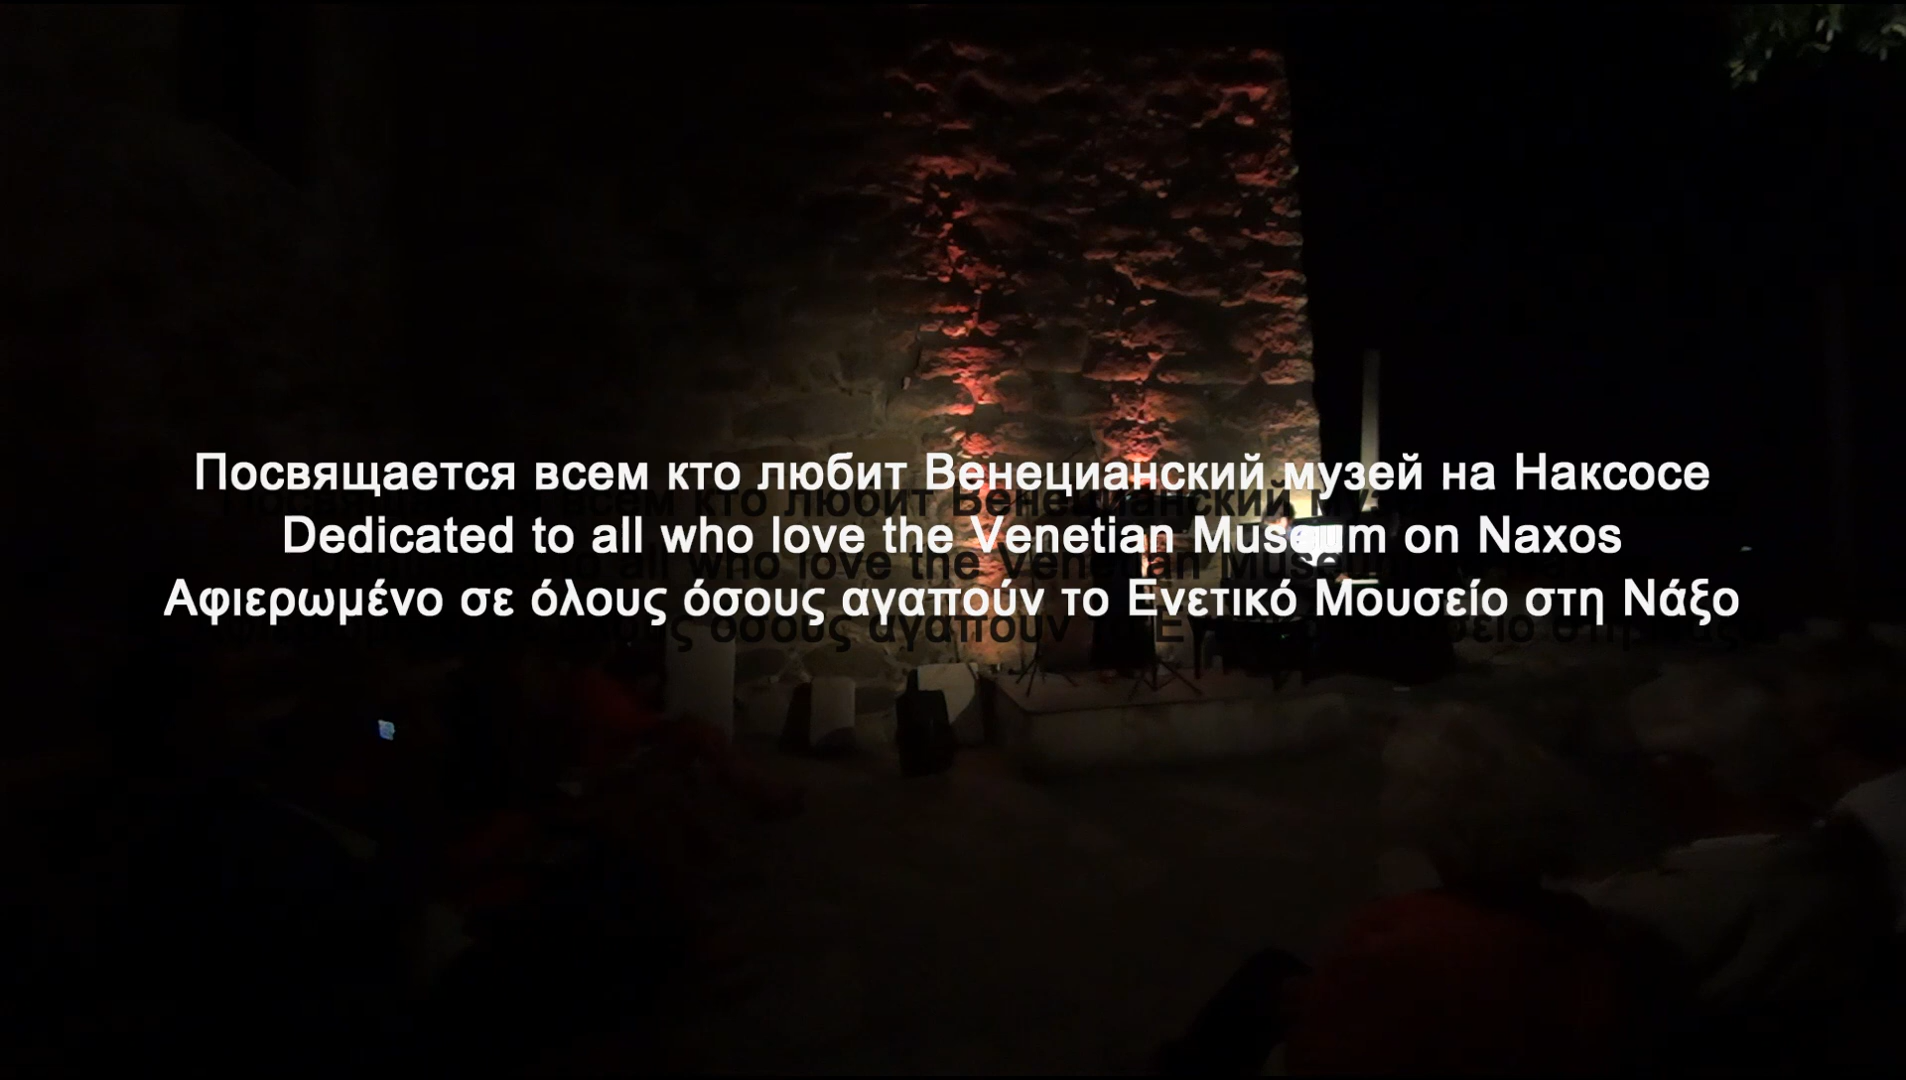 Посвящается всем кто любит Венецианский музей на Наксосе
Dedicated to all who love the Venetian Museum on Naxos
Αφιερωμένο σε όλους όσους αγαπούν το Ενετικό Μουσείο στη Νάξο